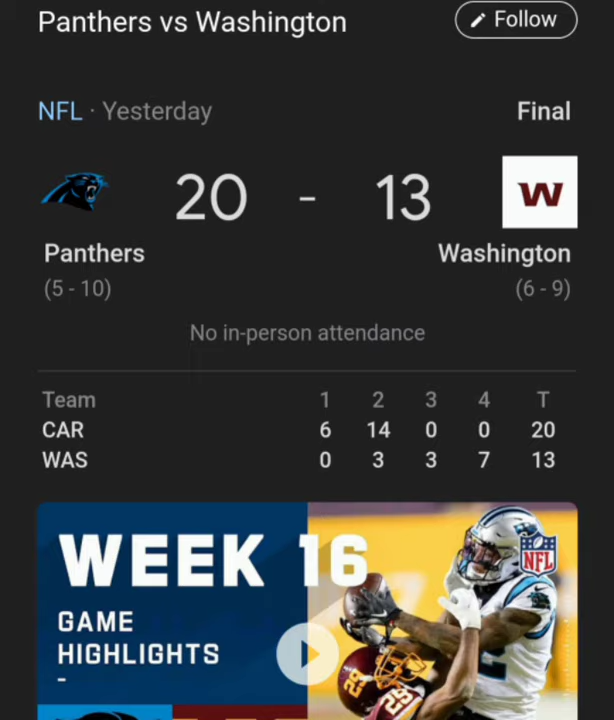 Panthers vs Washington
Follow
NFL · Yesterday
Final
20 - 13
W
Panthers
Washington
(5 - 10)
(6 - 9)
No in-person attendance
Team 1 2 3 4 T
CAR 6 14 0 0 20
WAS 0 3 3 7 13
WEEK 16
NFL
GAME
HIGHLIGHTS
-
29